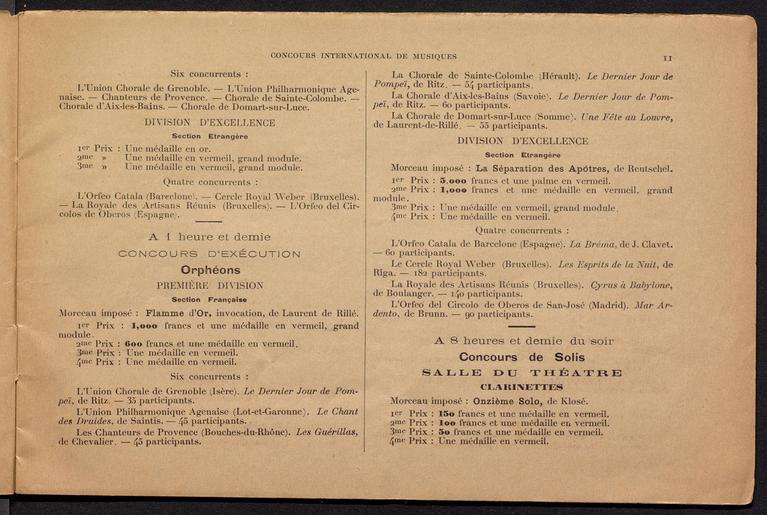 CONCOURS INTERNATIONAL DE MUSIQUES
11
Six concurrents :
L'Union Chorale de Grenoble. — L'Union Philharmonique Age-
naise. — Chanteurs de Provence. — Chorale de Sainte-Colombe. —
Chorale d'Aix-les-Bains. — Chorale de Domart-sur-Luce.
DIVISION D'EXCELLENCE
Section Etrangère
1er Prix : Une médaille en or.
2me » Une médaille en vermeil, grand module.
3me » Une médaille en vermeil, grand module.
Quatre concurrents :
L'Orfeo Catala (Barcelone). — Cercle Royal Weber (Bruxelles).
— La Royale des Artisans Réunis (Bruxelles). — L'Orfeo del Cir-
colos de Oberos (Espagne).
A 1 heure et demie
CONCOURS D'EXÉCUTION
Orphéons
PREMIÈRE DIVISION
Section Française
Morceau imposé : Flamme d'Or, invocation, de Laurent de Rillé.
1er Prix : 1,000 francs et une médaille en vermeil, grand
module.
2me Prix : 600 francs et une médaille en vermeil.
3me Prix : Une médaille en vermeil.
4me Prix : Une médaille en vermeil.
Six concurrents :
L'Union Chorale de Grenoble (Isère). Le Dernier Jour de Pom-
peï, de Ritz. — 35 participants.
L'Union Philharmonique Agenaise (Lot-et-Garonne). Le Chant
des Druides, de Saintis. — 45 participants.
Les Chanteurs de Provence (Bouches-du-Rhône). Les Guérillas,
de Chevalier. — 45 participants.
La Chorale de Sainte-Colombe (Hérault). Le Dernier Jour de
Pompeï, de Ritz. — 54 participants.
La Chorale d'Aix-les-Bains (Savoie). Le Dernier Jour de Pom-
peï, de Ritz. — 60 participants.
La Chorale de Domart-sur-Luce (Somme). Une Fête au Louvre,
de Laurent-de-Rillé. — 35 participants.
DIVISION D'EXCELLENCE
Section Etrangère
Morceau imposé : La Séparation des Apôtres, de Reutschel.
1er Prix : 5,000 francs et une palme en vermeil.
2me Prix : 1,000 francs et une médaille en vermeil, grand
module.
3me Prix : Une médaille en vermeil, grand module.
4me Prix : Une médaille en vermeil.
Quatre concurrents :
L'Orfeo Catala de Barcelone (Espagne). La Bréma, de J. Clavet.
— 60 participants.
Le Cercle Royal Weber (Bruxelles). Les Esprits de la Nuit, de
Riga. — 182 participants.
La Royale des Artisans Réunis (Bruxelles). Cyrus à Babylone,
de Boulanger. — 140 participants.
L'Orfeo del Circolo de Oberos de San-José (Madrid). Mar Ar-
dento, de Brunn. — 90 participants.
A 8 heures et demie du soir
Concours de Solis
SALLE DU THÉATRE
CLARINETTES
Morceau imposé : Onzième Solo, de Klosé.
1er Prix : 150 francs et une médaille en vermeil.
2me Prix : 100 francs et une médaille en vermeil.
3me Prix : 50 francs et une médaille en vermeil.
4me Prix : Une médaille en vermeil.